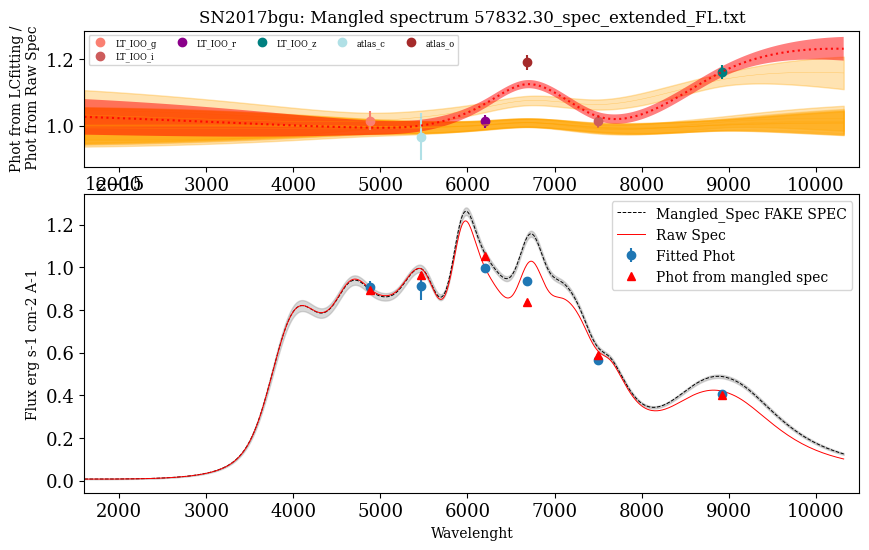 SN2017bgu: Mangled spectrum 57832.30_spec_extended_FL.txt
Phot from LCfitting /
Phot from Raw Spec
1.2
1.0
LT_IOO_g LT_IOO_r LT_IOO_z atlas_c atlas_o
LT_IOO_i
2000 3000 4000 5000 6000 7000 8000 9000 10000
1e−15
Mangled_Spec FAKE SPEC
Raw Spec
Fitted Phot
Phot from mangled spec
Flux erg s-1 cm-2 A-1
1.2
1.0
0.8
0.6
0.4
0.2
0.0
2000 3000 4000 5000 6000 7000 8000 9000 10000
Wavelenght